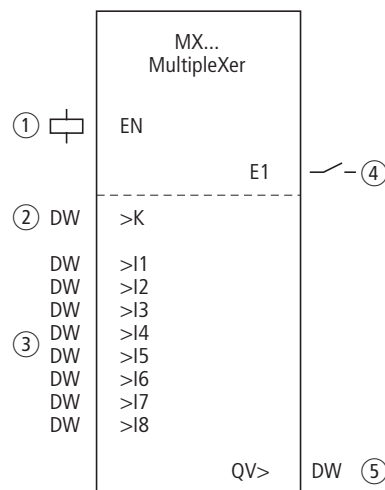 MX...
MultipleXer
① EN
E1 ④
② DW >K
DW >I1
DW >I2
DW >I3
③ DW >I4
DW >I5
DW >I6
DW >I7
DW >I8
QV> DW ⑤